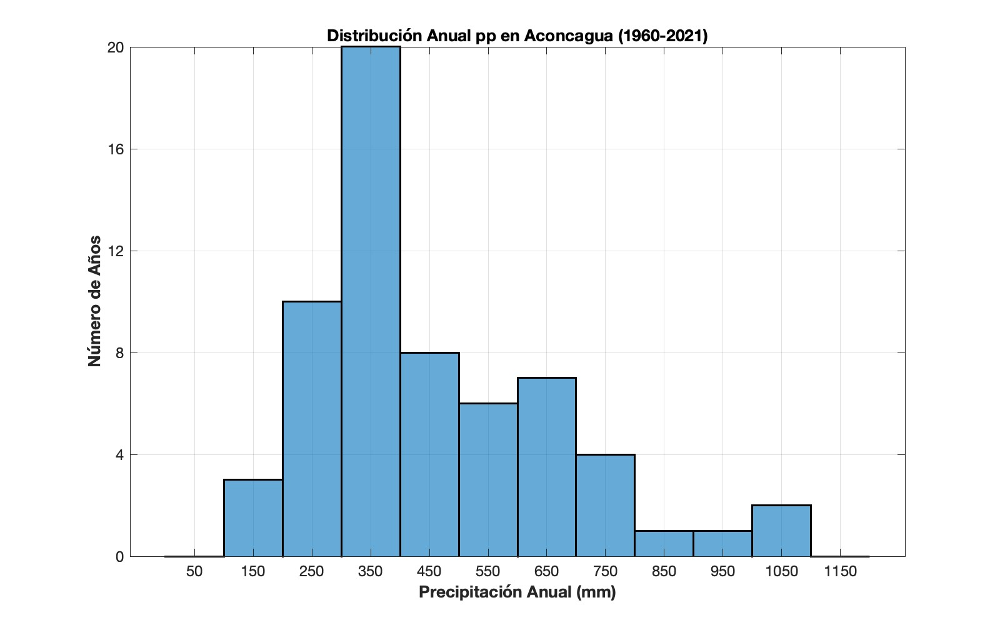 Distribución Anual pp en Aconcagua (1960-2021)
20
16
12
8
4
0
Número de Años
50 150 250 350 450 550 650 750 850 950 1050 1150
Precipitación Anual (mm)